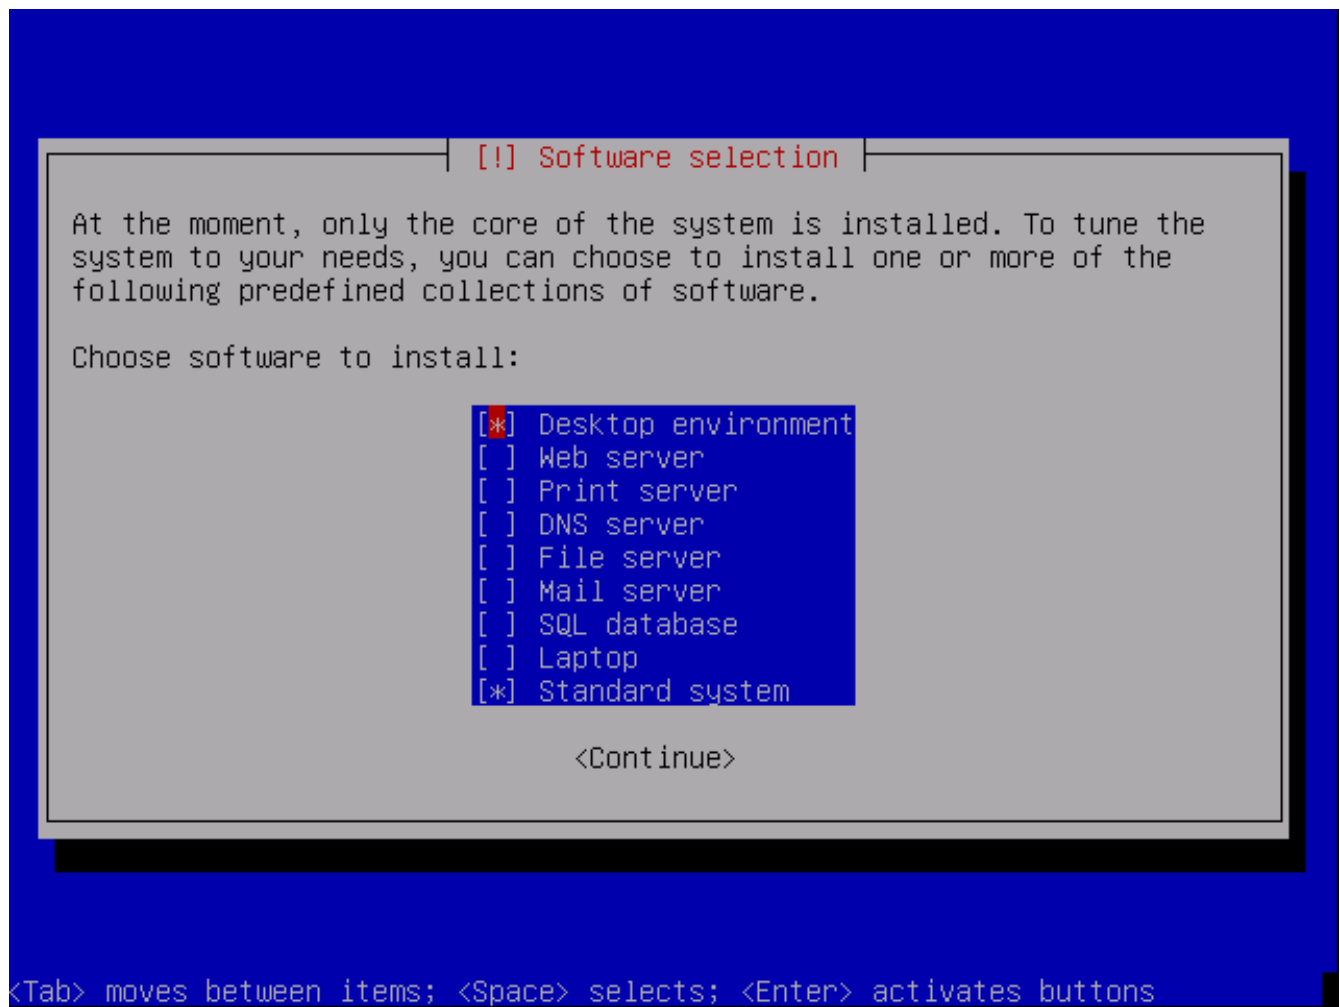 [!] Software selection
At the moment, only the core of the system is installed. To tune the
system to your needs, you can choose to install one or more of the
following predefined collections of software.
Choose software to install:
[*] Desktop environment
[ ] Web server
[ ] Print server
[ ] DNS server
[ ] File server
[ ] Mail server
[ ] SQL database
[ ] Laptop
[*] Standard system
<Continue>
<Tab> moves between items; <Space> selects; <Enter> activates buttons